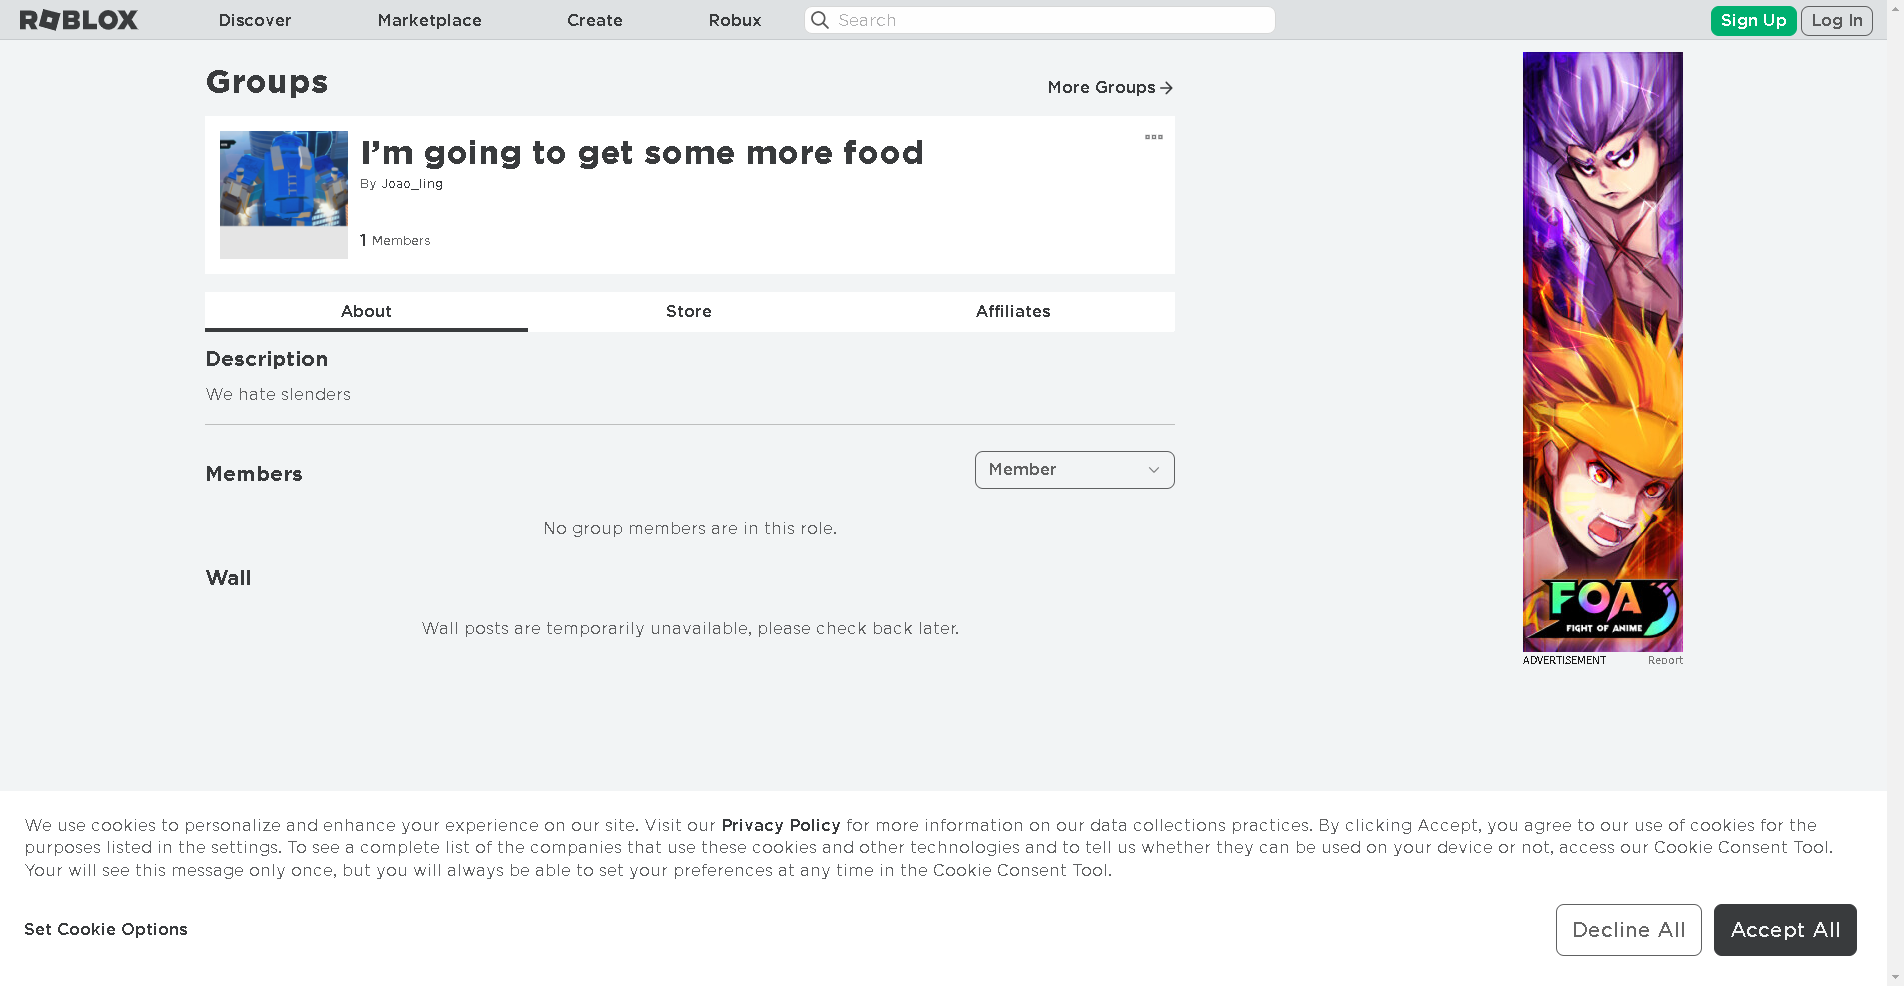 ROBLOX Discover Marketplace Create Robux Search Sign Up Log In
Groups
More Groups
I'm going to get some more food
By Joao_ling
1 Members
About Store Affiliates
Description
We hate slenders
Members
Member
No group members are in this role.
Wall
Wall posts are temporarily unavailable, please check back later.
FOA
FIGHT OF ANIME
ADVERTISEMENT Report
We use cookies to personalize and enhance your experience on our site. Visit our Privacy Policy for more information on our data collections practices. By clicking Accept, you agree to our use of cookies for the
purposes listed in the settings. To see a complete list of the companies that use these cookies and other technologies and to tell us whether they can be used on your device or not, access our Cookie Consent Tool.
Your will see this message only once, but you will always be able to set your preferences at any time in the Cookie Consent Tool.
Set Cookie Options
Decline All Accept All